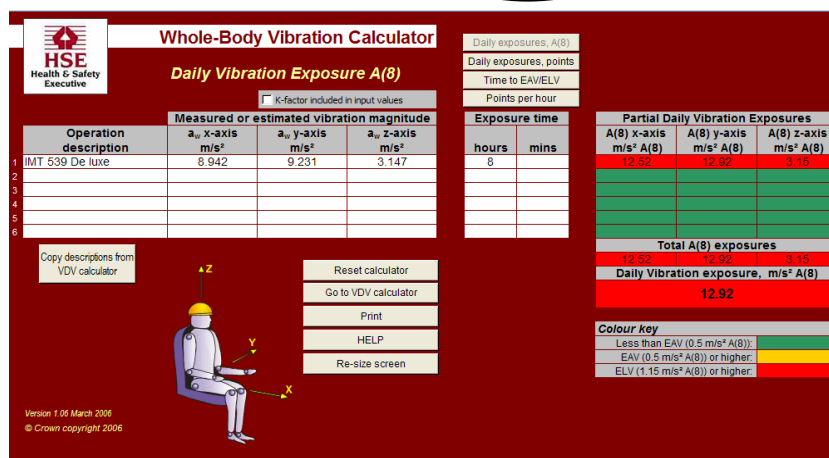 Whole-Body Vibration Calculator
HSE
Health & Safety
Executive
Daily Vibration Exposure A(8)
K-factor included in input values
Daily exposures, A(8)
Daily exposures, points
Time to EAV/ELV
Points per hour
Measured or estimated vibration magnitude
Exposure time
Partial Daily Vibration Exposures
Operation description
aw x-axis m/s²
aw y-axis m/s²
aw z-axis m/s²
hours
mins
A(8) x-axis m/s² A(8)
A(8) y-axis m/s² A(8)
A(8) z-axis m/s² A(8)
1 IMT 539 De luxe 8.942 9.231 3.147 8 12.52 12.92 3.15
2
3
4
5
6
Total A(8) exposures
12.52 12.92 3.15
Daily Vibration exposure, m/s² A(8)
12.92
Copy descriptions from
VDV calculator
Z
Y
X
Reset calculator
Go to VDV calculator
Print
HELP
Re-size screen
Colour key
Less than EAV (0.5 m/s² A(8)):
EAV (0.5 m/s² A(8)) or higher:
ELV (1.15 m/s² A(8)) or higher:
Version 1.06 March 2006
© Crown copyright 2006